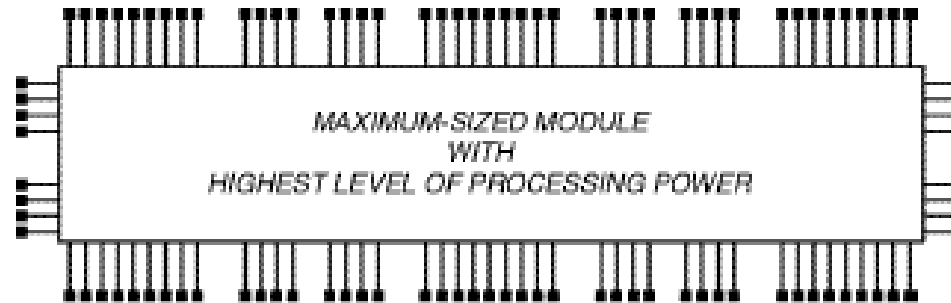 MAXIMUM-SIZED MODULE
WITH
HIGHEST LEVEL OF PROCESSING POWER